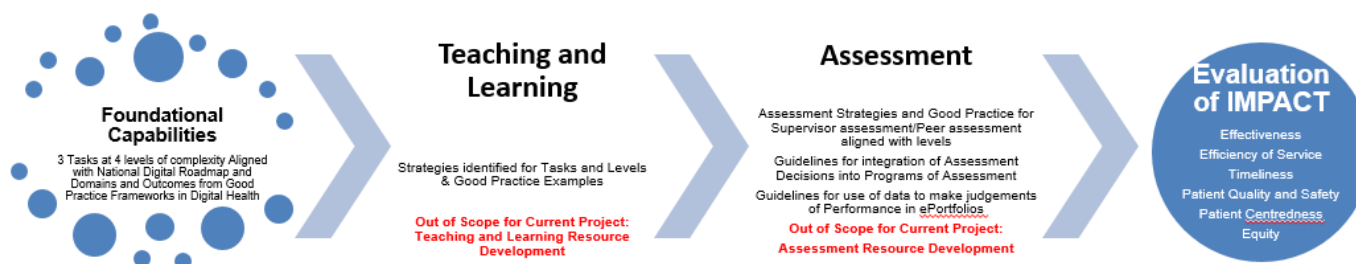 Foundational
Capabilities
3 Tasks at 4 levels of complexity Aligned
with National Digital Roadmap and
Domains and Outcomes from Good
Practice Frameworks in Digital Health
Teaching and
Learning
Strategies identified for Tasks and Levels
& Good Practice Examples
Out of Scope for Current Project:
Teaching and Learning Resource
Development
Assessment
Assessment Strategies and Good Practice for
Supervisor assessment/Peer assessment
aligned with levels
Guidelines for integration of Assessment
Decisions into Programs of Assessment
Guidelines for use of data to make judgements
of Performance in ePortfolios
Out of Scope for Current Project:
Assessment Resource Development
Evaluation
of IMPACT
Effectiveness
Efficiency of Service
Timeliness
Patient Quality and Safety
Patient Centredness
Equity